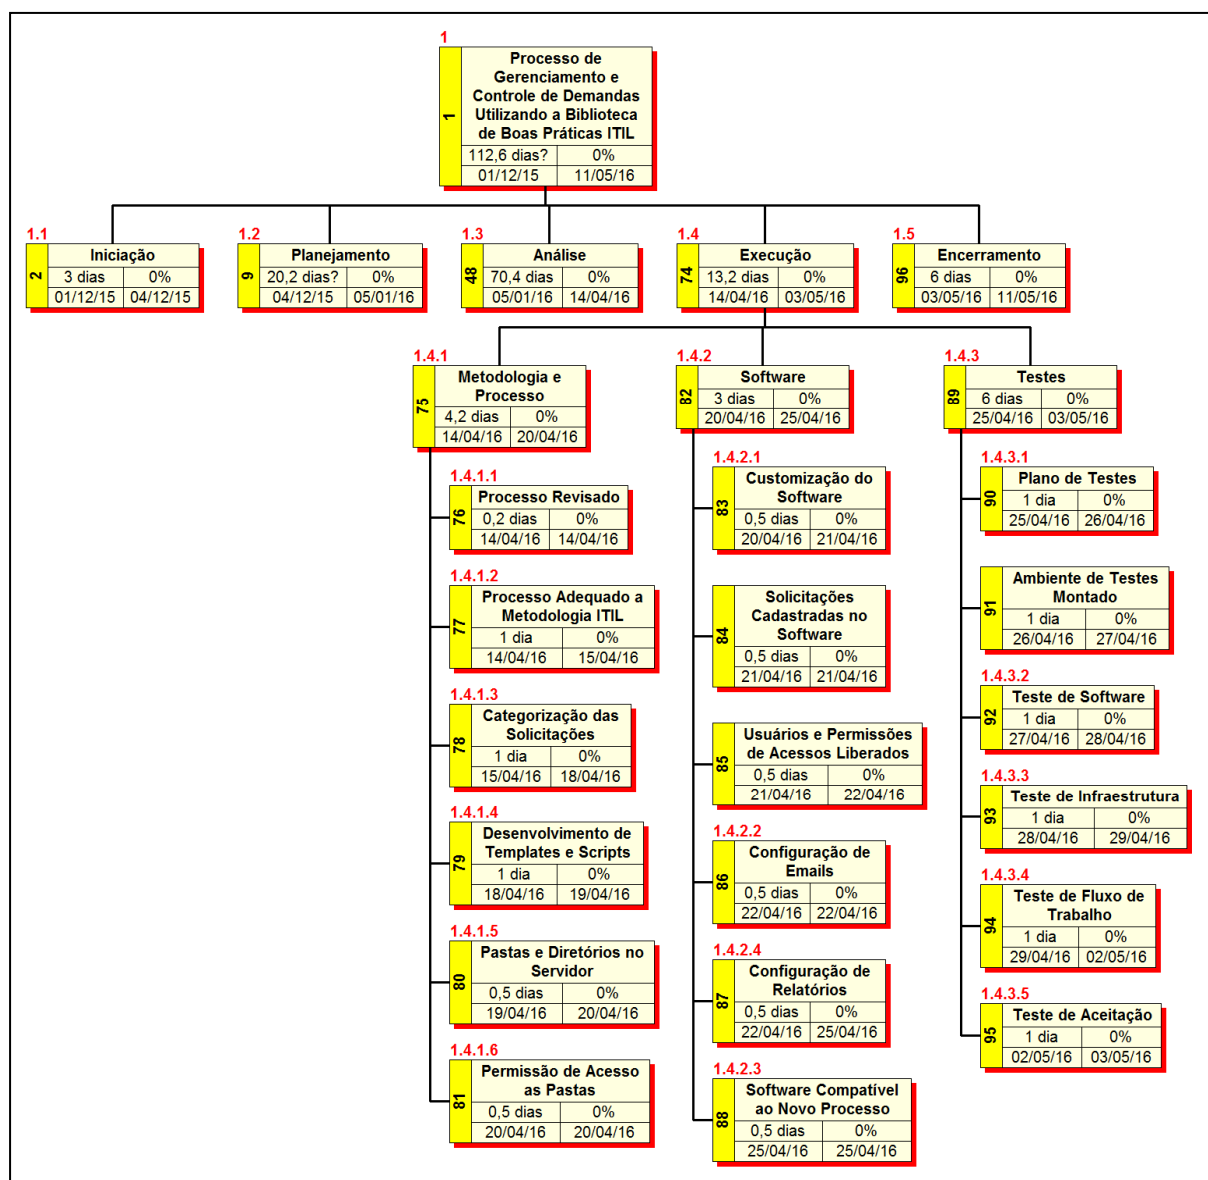 1
1
Processo de
Gerenciamento e
Controle de Demandas
Utilizando a Biblioteca
de Boas Práticas ITIL
112,6 dias? 0%
01/12/15 11/05/16
1.1
2
Iniciação
3 dias 0%
01/12/15 04/12/15
1.2
9
Planejamento
20,2 dias? 0%
04/12/15 05/01/16
1.3
48
Análise
70,4 dias 0%
05/01/16 14/04/16
1.4
74
Execução
13,2 dias 0%
14/04/16 03/05/16
1.5
96
Encerramento
6 dias 0%
03/05/16 11/05/16
1.4.1
75
Metodologia e
Processo
4,2 dias 0%
14/04/16 20/04/16
1.4.1.1
76
Processo Revisado
0,2 dias 0%
14/04/16 14/04/16
1.4.1.2
77
Processo Adequado a
Metodologia ITIL
1 dia 0%
14/04/16 15/04/16
1.4.1.3
78
Categorização das
Solicitações
1 dia 0%
15/04/16 18/04/16
1.4.1.4
79
Desenvolvimento de
Templates e Scripts
1 dia 0%
18/04/16 19/04/16
1.4.1.5
80
Pastas e Diretórios no
Servidor
0,5 dias 0%
19/04/16 20/04/16
1.4.1.6
81
Permissão de Acesso
as Pastas
0,5 dias 0%
20/04/16 20/04/16
1.4.2
82
Software
3 dias 0%
20/04/16 25/04/16
1.4.2.1
83
Customização do
Software
0,5 dias 0%
20/04/16 21/04/16
84
Solicitações
Cadastradas no
Software
0,5 dias 0%
21/04/16 21/04/16
85
Usuários e Permissões
de Acessos Liberados
0,5 dias 0%
21/04/16 22/04/16
1.4.2.2
86
Configuração de
Emails
0,5 dias 0%
22/04/16 22/04/16
1.4.2.4
87
Configuração de
Relatórios
0,5 dias 0%
22/04/16 25/04/16
1.4.2.3
88
Software Compatível
ao Novo Processo
0,5 dias 0%
25/04/16 25/04/16
1.4.3
89
Testes
6 dias 0%
25/04/16 03/05/16
1.4.3.1
90
Plano de Testes
1 dia 0%
25/04/16 26/04/16
91
Ambiente de Testes
Montado
1 dia 0%
26/04/16 27/04/16
1.4.3.2
92
Teste de Software
1 dia 0%
27/04/16 28/04/16
1.4.3.3
93
Teste de Infraestrutura
1 dia 0%
28/04/16 29/04/16
1.4.3.4
94
Teste de Fluxo de
Trabalho
1 dia 0%
29/04/16 02/05/16
1.4.3.5
95
Teste de Aceitação
1 dia 0%
02/05/16 03/05/16